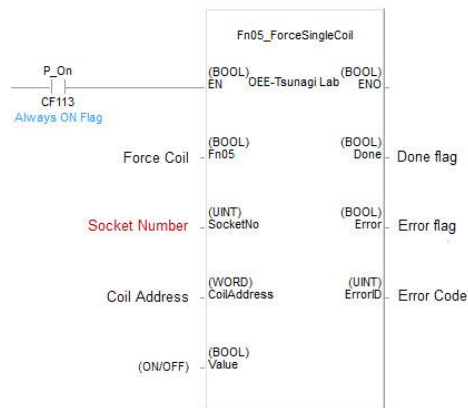 Fn05_ForceSingleCoil
P_On
(BOOL) OEE-Tsunagi Lab (BOOL)
EN ENO
CF113
Always ON Flag
(BOOL) (BOOL)
Force Coil Fn05 Done Done flag
(UINT) (BOOL)
Socket Number SocketNo Error Error flag
(WORD) (UINT)
Coil Address CoilAddress ErrorID Error Code
(BOOL)
(ON/OFF) Value